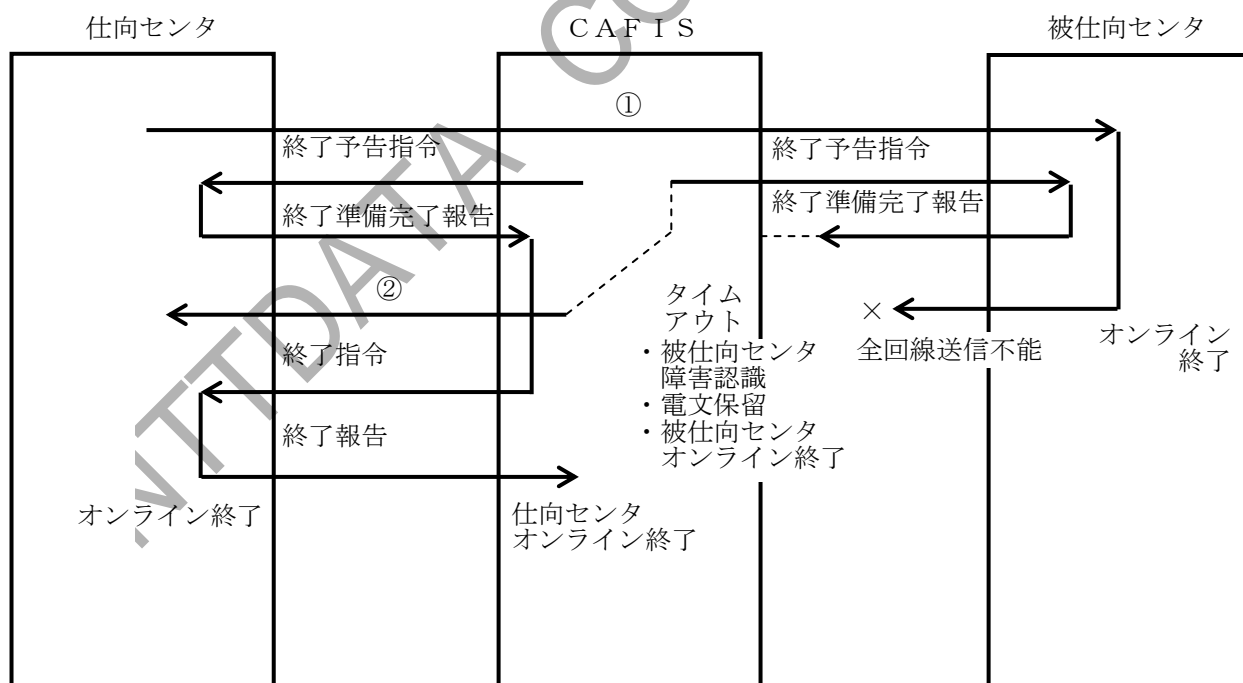 仕向センタ
ＣＡＦＩＳ
被仕向センタ
①
終了予告指令
終了予告指令
終了準備完了報告
終了準備完了報告
②
終了指令
終了報告
タイム
アウト
・被仕向センタ
障害認識
・電文保留
・被仕向センタ
オンライン終了
×
全回線送信不能
オンライン
終了
オンライン終了
仕向センタ
オンライン終了
NTTDATA CO